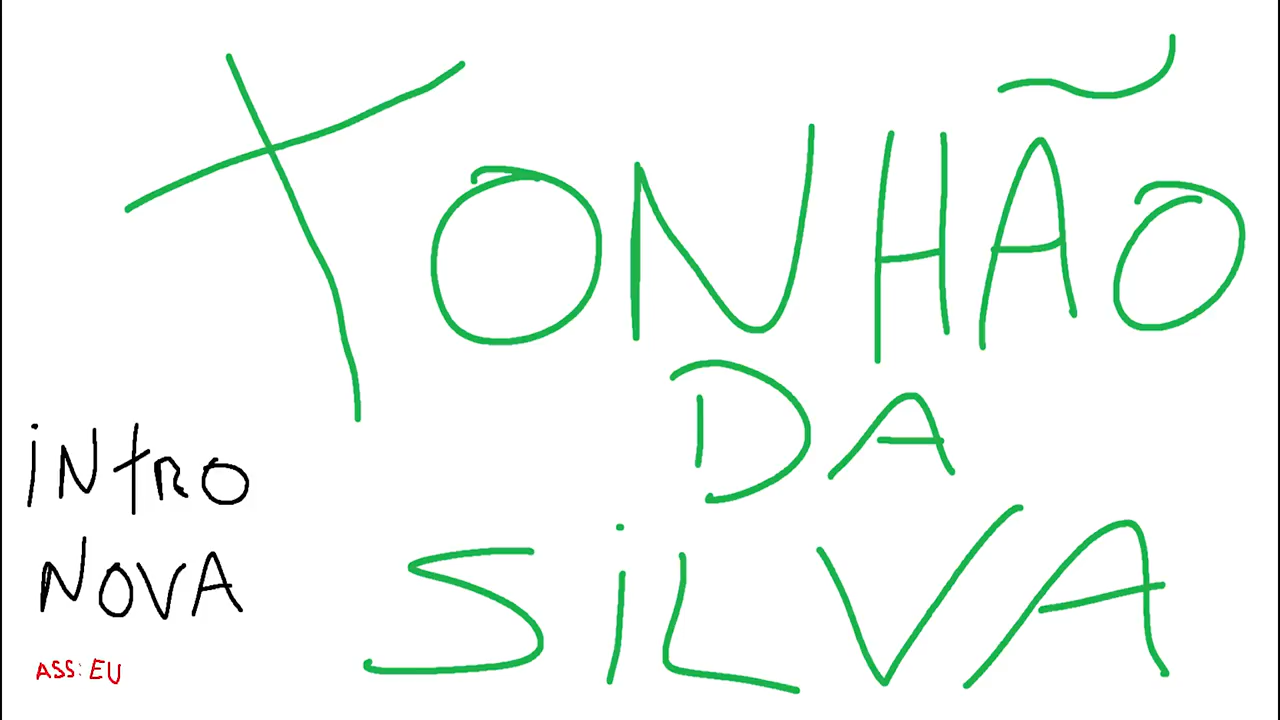 TONHÃO
DA
SiLVA
iNtRO
NOVA
ASS: EU